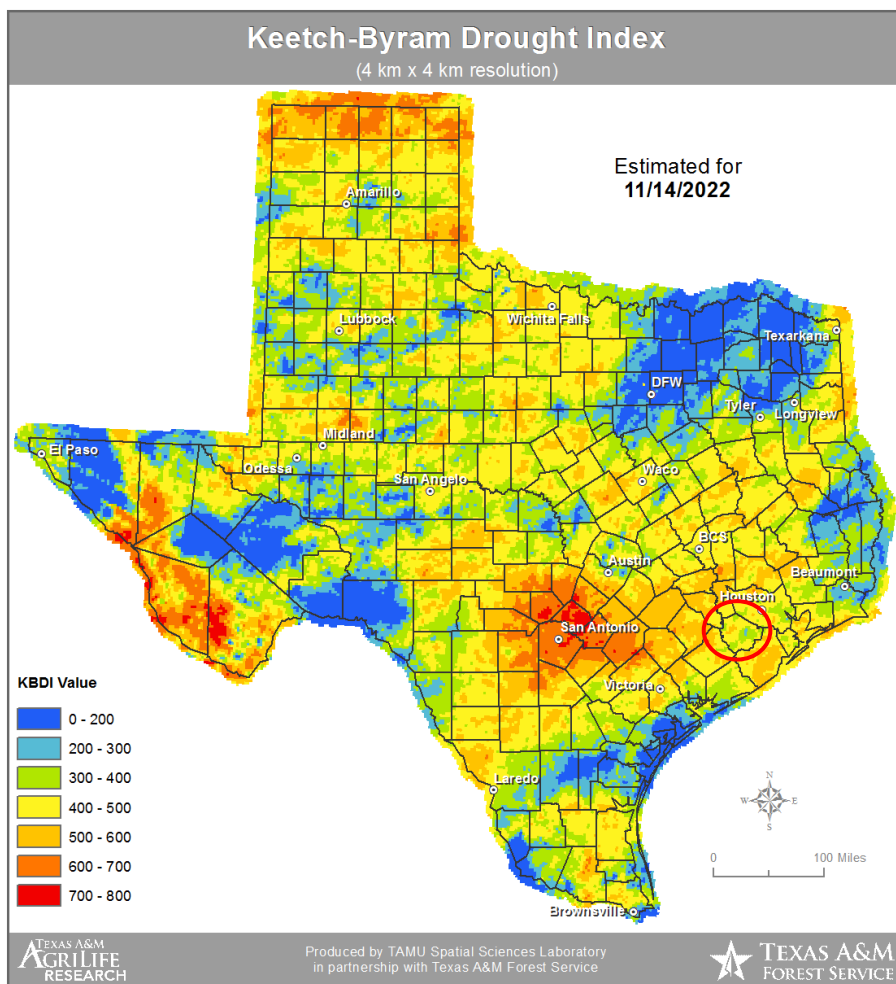 Keetch-Byram Drought Index
(4 km x 4 km resolution)
Estimated for
11/14/2022
Amarillo
Lubbock
Wichita Falls
Texarkana
DFW
Tyler
Longview
El Paso
Midland
Odessa
San Angelo
Waco
BCS
Austin
Beaumont
Houston
San Antonio
Victoria
Laredo
Brownsville
KBDI Value
0 - 200
200 - 300
300 - 400
400 - 500
500 - 600
600 - 700
700 - 800
N
W
E
S
0
100 Miles
TEXAS A&M
AGRILIFE
RESEARCH
Produced by TAMU Spatial Sciences Laboratory
in partnership with Texas A&M Forest Service
TEXAS A&M
FOREST SERVICE